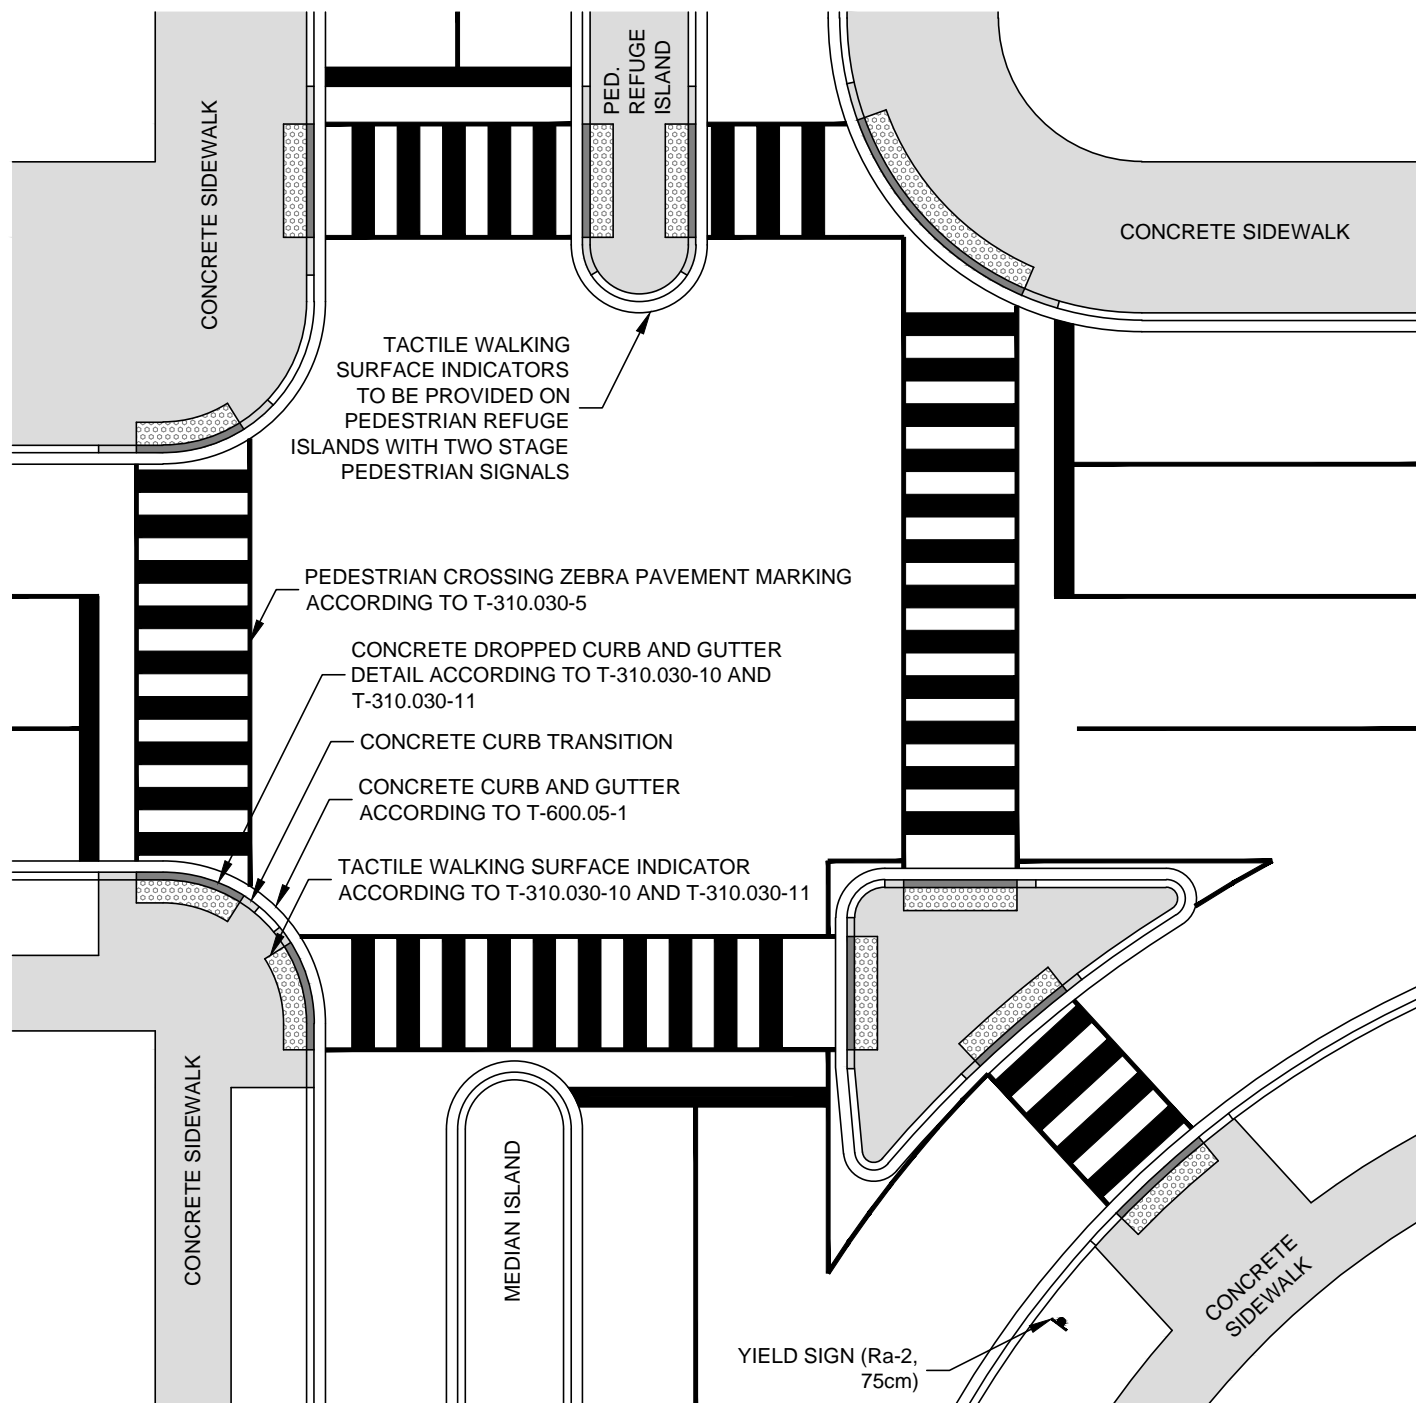 PED.
REFUGE
ISLAND
CONCRETE SIDEWALK
CONCRETE SIDEWALK
TACTILE WALKING
SURFACE INDICATORS
TO BE PROVIDED ON
PEDESTRIAN REFUGE
ISLANDS WITH TWO STAGE
PEDESTRIAN SIGNALS
PEDESTRIAN CROSSING ZEBRA PAVEMENT MARKING
ACCORDING TO T-310.030-5
CONCRETE DROPPED CURB AND GUTTER
DETAIL ACCORDING TO T-310.030-10 AND
T-310.030-11
CONCRETE CURB TRANSITION
CONCRETE CURB AND GUTTER
ACCORDING TO T-600.05-1
TACTILE WALKING SURFACE INDICATOR
ACCORDING TO T-310.030-10 AND T-310.030-11
CONCRETE SIDEWALK
MEDIAN ISLAND
CONCRETE
SIDEWALK
YIELD SIGN (Ra-2,
75cm)